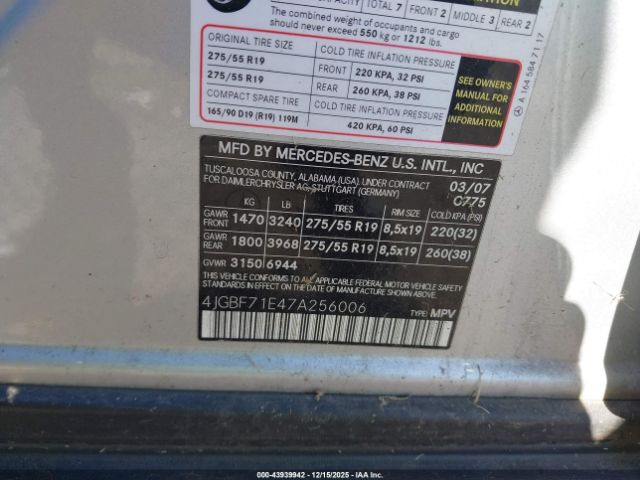 CAPACITY TOTAL 7 FRONT 2 MIDDLE 3 REAR 2
The combined weight of occupants and cargo
should never exceed 550 kg or 1212 lbs.
ORIGINAL TIRE SIZE COLD TIRE INFLATION PRESSURE
275/55 R19 FRONT 220 KPA, 32 PSI
275/55 R19 REAR 260 KPA, 38 PSI
COMPACT SPARE TIRE COLD TIRE INFLATION PRESSURE
165/90 D19 (R19) 119M 420 KPA, 60 PSI
SEE OWNER'S
MANUAL FOR
ADDITIONAL
INFORMATION
A 164 584 71 17
MFD BY MERCEDES-BENZ U.S. INTL., INC
TUSCALOOSA COUNTY, ALABAMA (USA). UNDER CONTRACT
FOR DAIMLERCHRYSLER AG. STUTTGART (GERMANY)
03/07
C775
KG LB TIRES RIM SIZE COLD KPA (PSI)
GAWR FRONT 1470 3240 275/55 R19 8,5x19 220(32)
GAWR REAR 1800 3968 275/55 R19 8,5x19 260(38)
GVWR 3150 6944
THIS VEHICLE CONFORMS TO ALL APPLICABLE FEDERAL MOTOR VEHICLE SAFETY
STANDARDS IN EFFECT ON THE DATE OF MANUFACTURE SHOWN ABOVE.
4JGBF71E47A256006
TYPE: MPV
000-43939942 - 12/15/2025 - IAA Inc.